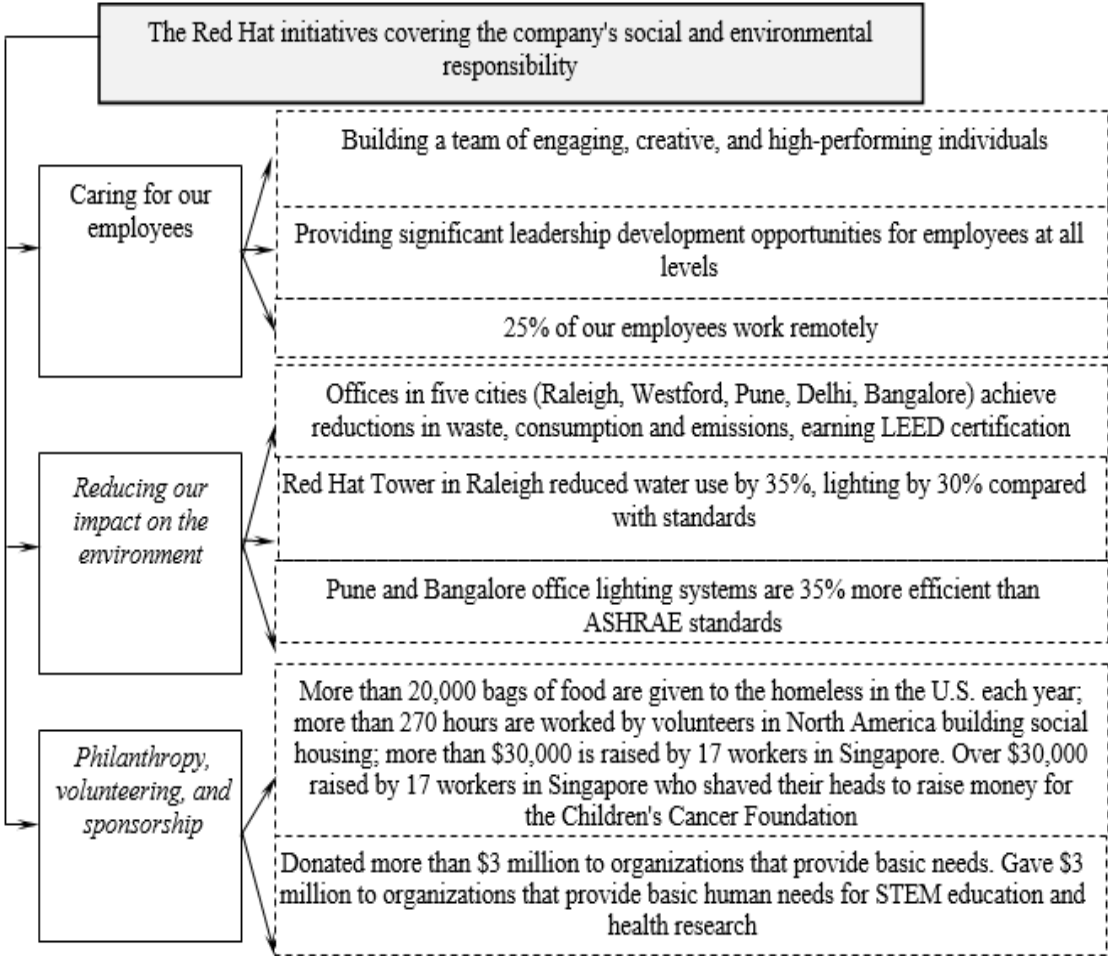 The Red Hat initiatives covering the company's social and environmental
responsibility
Caring for our
employees
Building a team of engaging, creative, and high-performing individuals
Providing significant leadership development opportunities for employees at all
levels
25% of our employees work remotely
Reducing our
impact on the
environment
Offices in five cities (Raleigh, Westford, Pune, Delhi, Bangalore) achieve
reductions in waste, consumption and emissions, earning LEED certification
Red Hat Tower in Raleigh reduced water use by 35%, lighting by 30% compared
with standards
Pune and Bangalore office lighting systems are 35% more efficient than
ASHRAE standards
Philanthropy,
volunteering, and
sponsorship
More than 20,000 bags of food are given to the homeless in the U.S. each year;
more than 270 hours are worked by volunteers in North America building social
housing; more than $30,000 is raised by 17 workers in Singapore. Over $30,000
raised by 17 workers in Singapore who shaved their heads to raise money for
the Children's Cancer Foundation
Donated more than $3 million to organizations that provide basic needs. Gave $3
million to organizations that provide basic human needs for STEM education and
health research